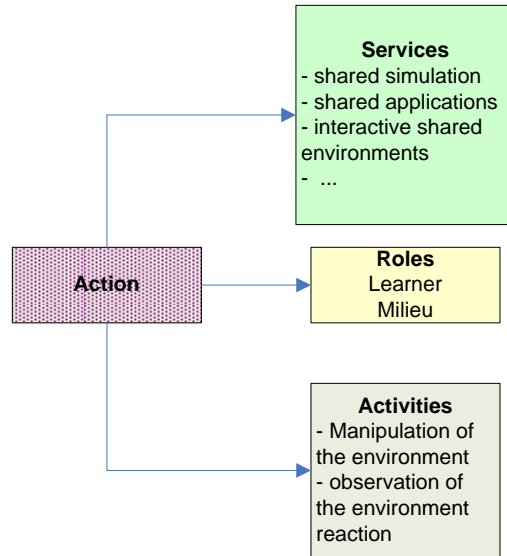 Services
- shared simulation
- shared applications
- interactive shared
environments
- ...
Action
Roles
Learner
Milieu
Activities
- Manipulation of
the environment
- observation of
the environment
reaction